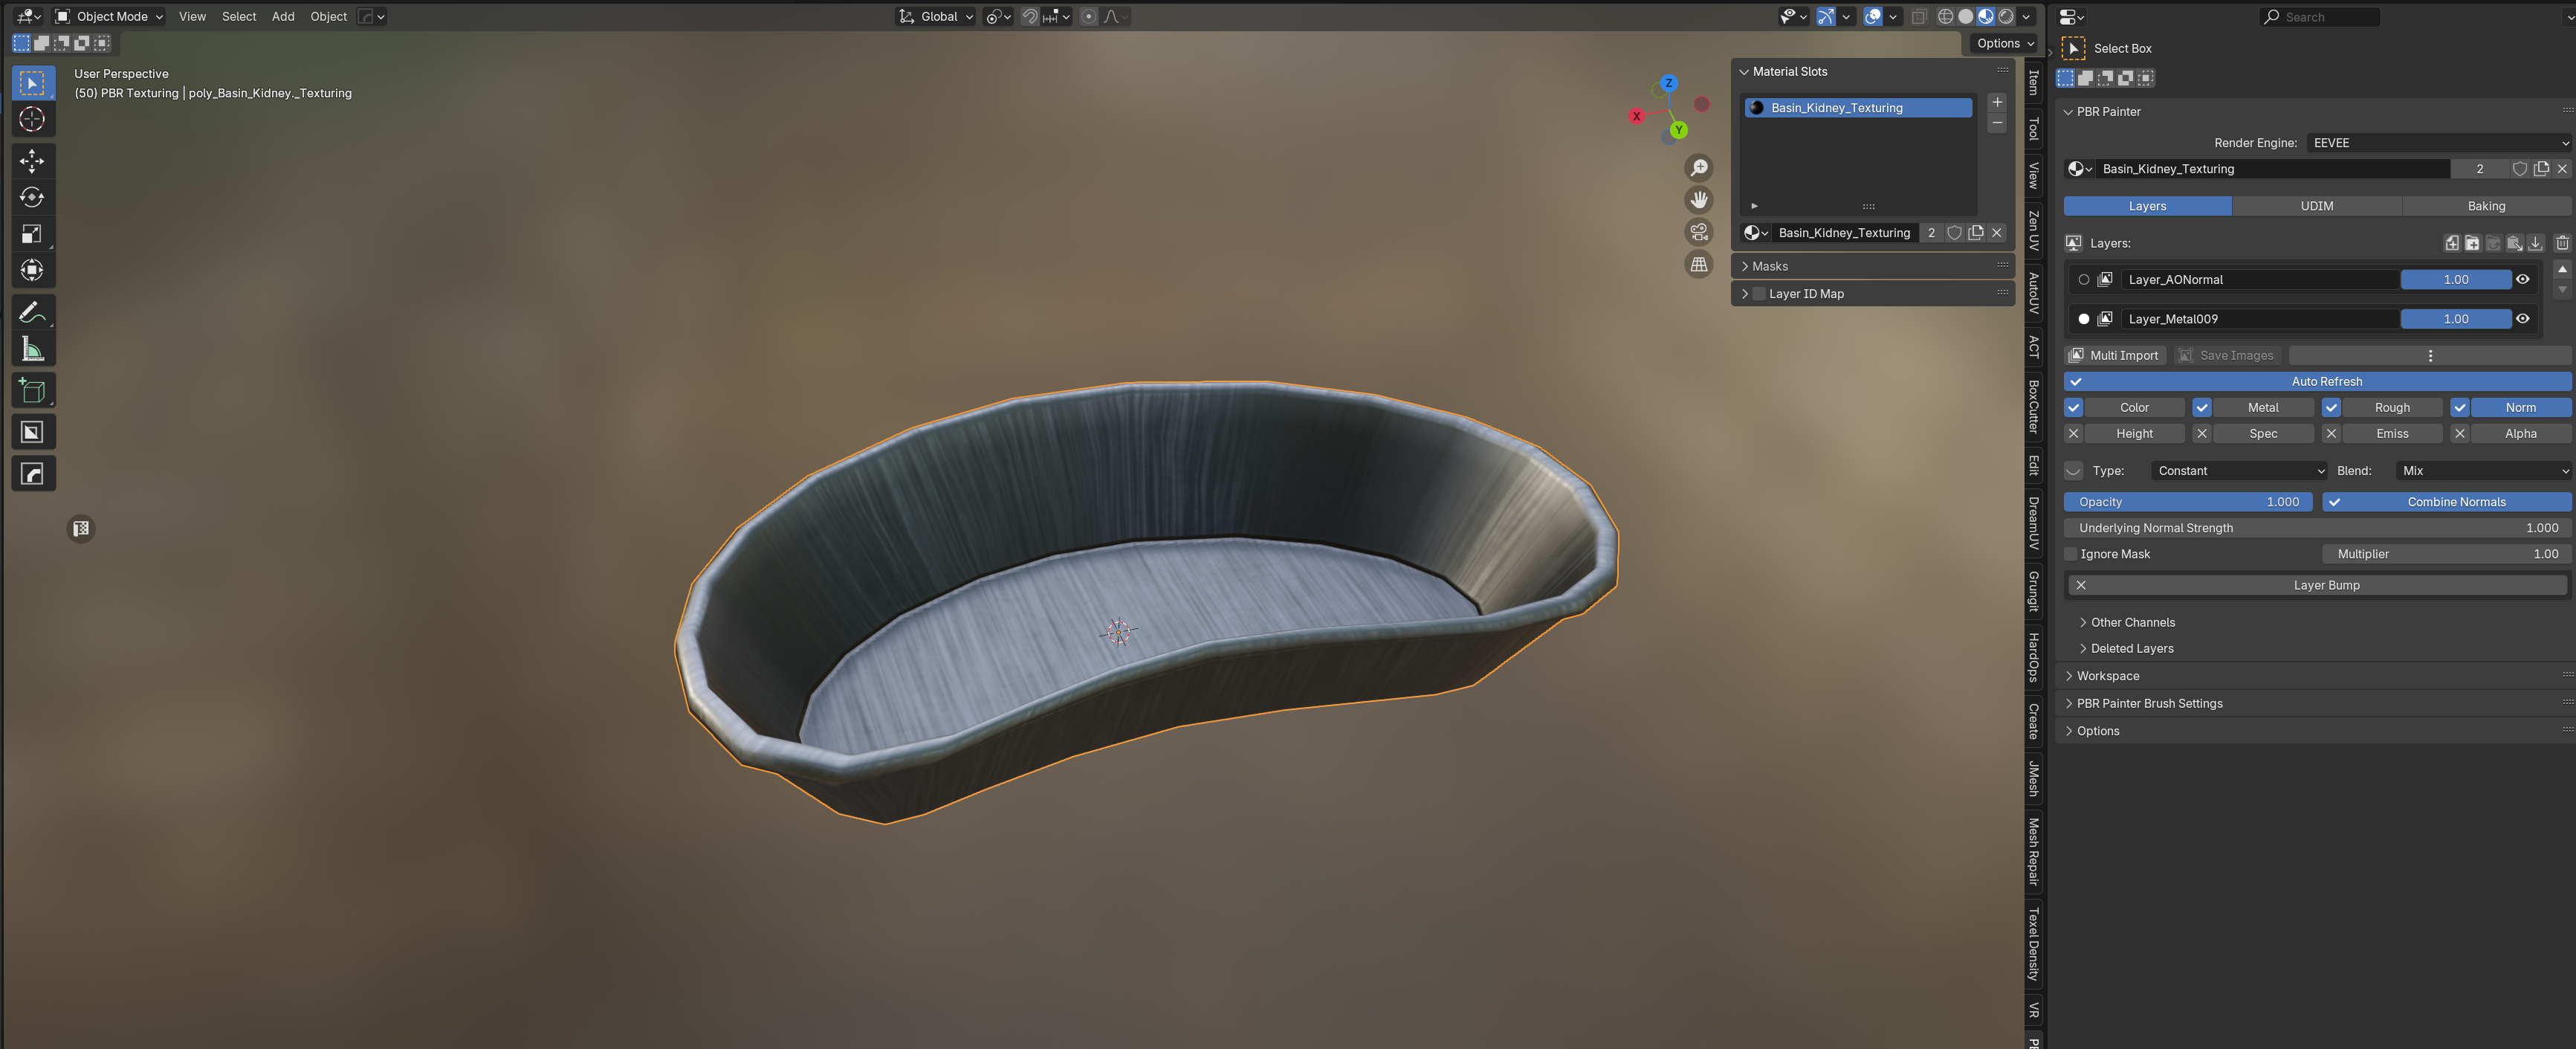 Object Mode View Select Add Object Global
Search
Options
Select Box
User Perspective
(50) PBR Texturing | poly_Basin_Kidney._Texturing
Z
X
Y
Material Slots
Basin_Kidney_Texturing
Basin_Kidney_Texturing 2
Masks
Layer ID Map
Item
Tool
View
Zen UV
AutoUV
ACT
BoxCutter
Edit
DreamUV
Grungit
HardOps
Create
JMesh
Mesh Repair
Texel Density
VR
PBR Painter
Render Engine: EEVEE
Basin_Kidney_Texturing 2
Layers UDIM Baking
Layers:
Layer_AONormal 1.00
Layer_Metal009 1.00
Multi Import Save Images
Auto Refresh
Color Metal Rough Norm
Height Spec Emiss Alpha
Type: Constant Blend: Mix
Opacity 1.000 Combine Normals
Underlying Normal Strength 1.000
Ignore Mask Multiplier 1.00
Layer Bump
Other Channels
Deleted Layers
Workspace
PBR Painter Brush Settings
Options